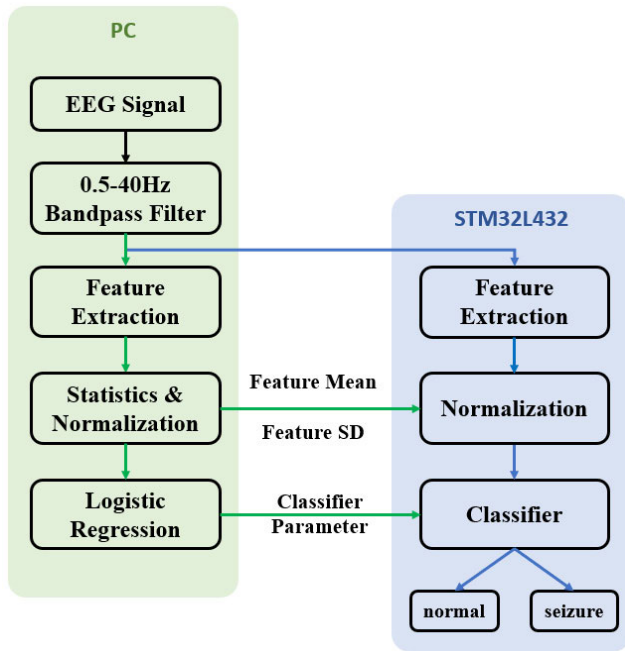 PC
EEG Signal
0.5-40Hz
Bandpass Filter
Feature
Extraction
Statistics &
Normalization
Logistic
Regression
Feature Mean
Feature SD
Classifier
Parameter
STM32L432
Feature
Extraction
Normalization
Classifier
normal
seizure